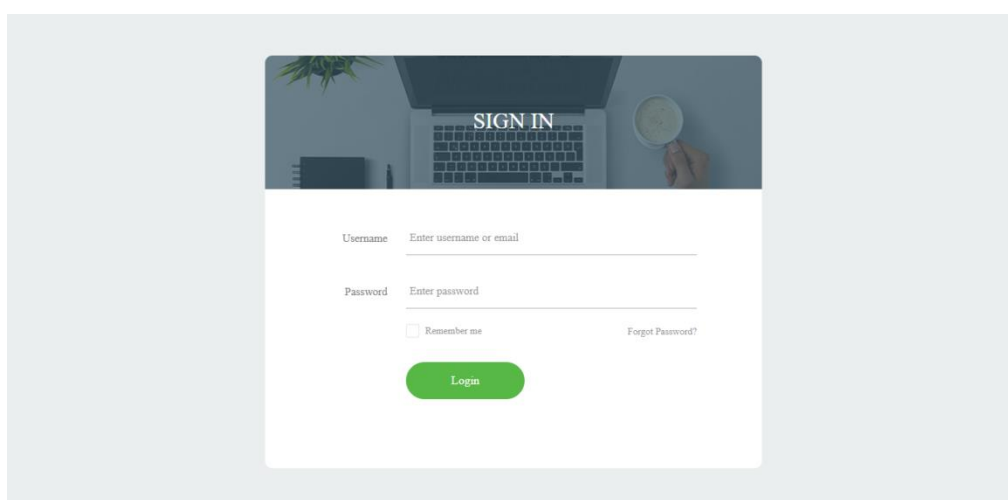 SIGN IN
Username Enter username or email
Password Enter password
Remember me Forgot Password?
Login